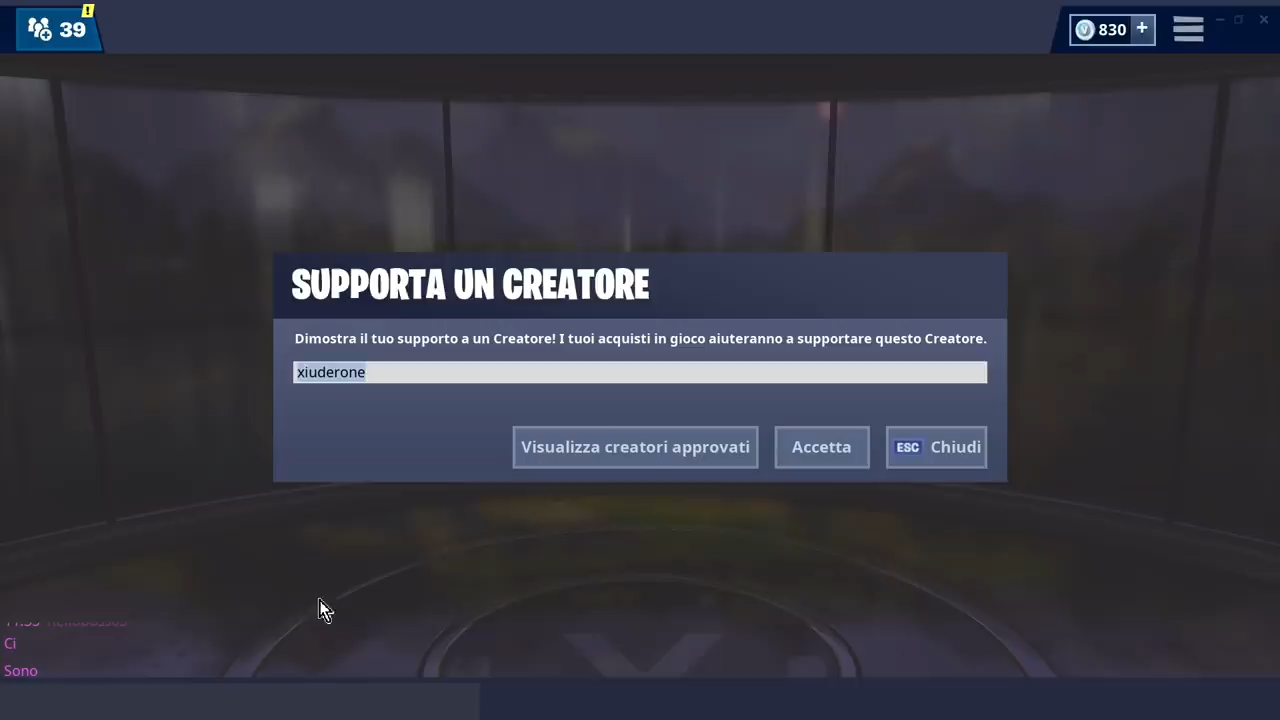 !
39
830 +
SUPPORTA UN CREATORE
Dimostra il tuo supporto a un Creatore! I tuoi acquisti in gioco aiuteranno a supportare questo Creatore.
xiuderone
Visualizza creatori approvati
Accetta
ESC Chiudi
Ci
Sono